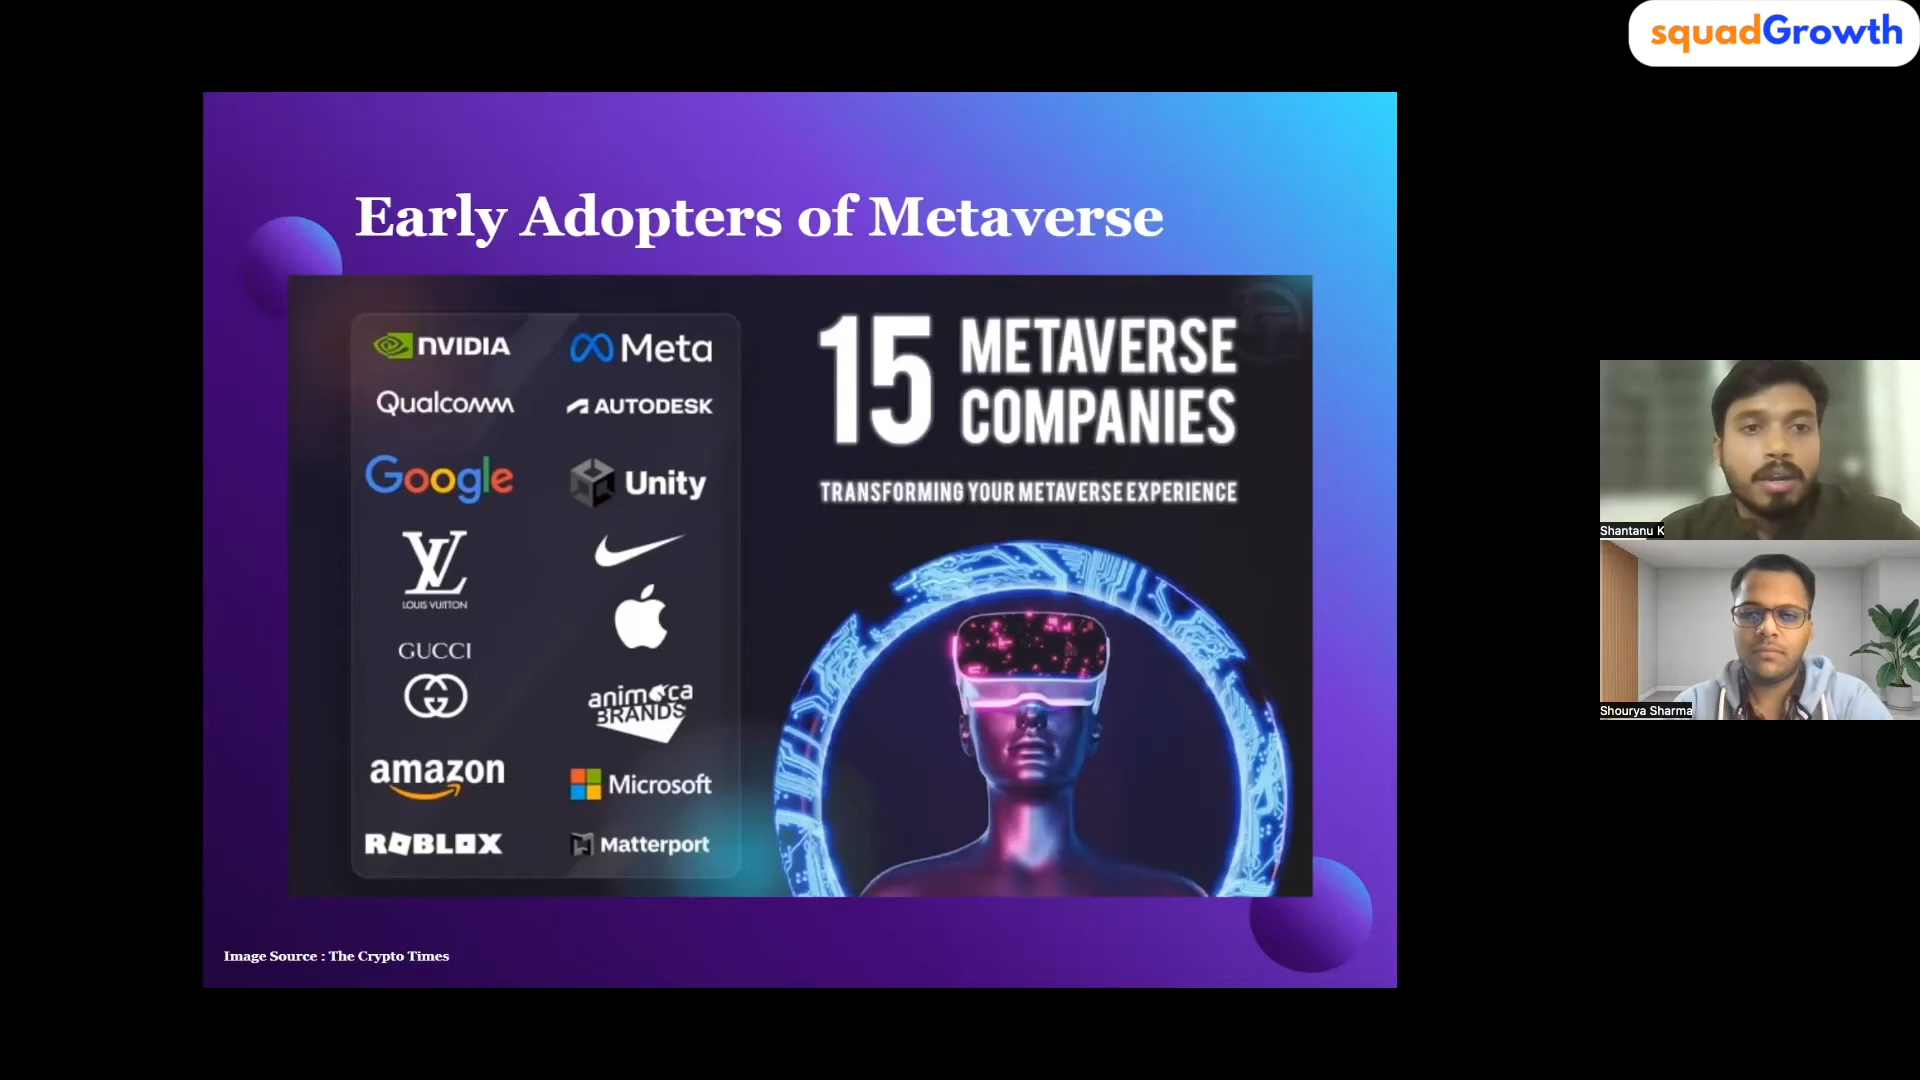 squadGrowth
Early Adopters of Metaverse
NVIDIA
Meta
Qualcomm
AUTODESK
Google
Unity
LOUIS VUITTON
GUCCI
animoca
BRANDS
amazon
Microsoft
ROBLOX
Matterport
15 METAVERSE
COMPANIES
TRANSFORMING YOUR METAVERSE EXPERIENCE
Image Source : The Crypto Times
Shantanu K
Shourya Sharma